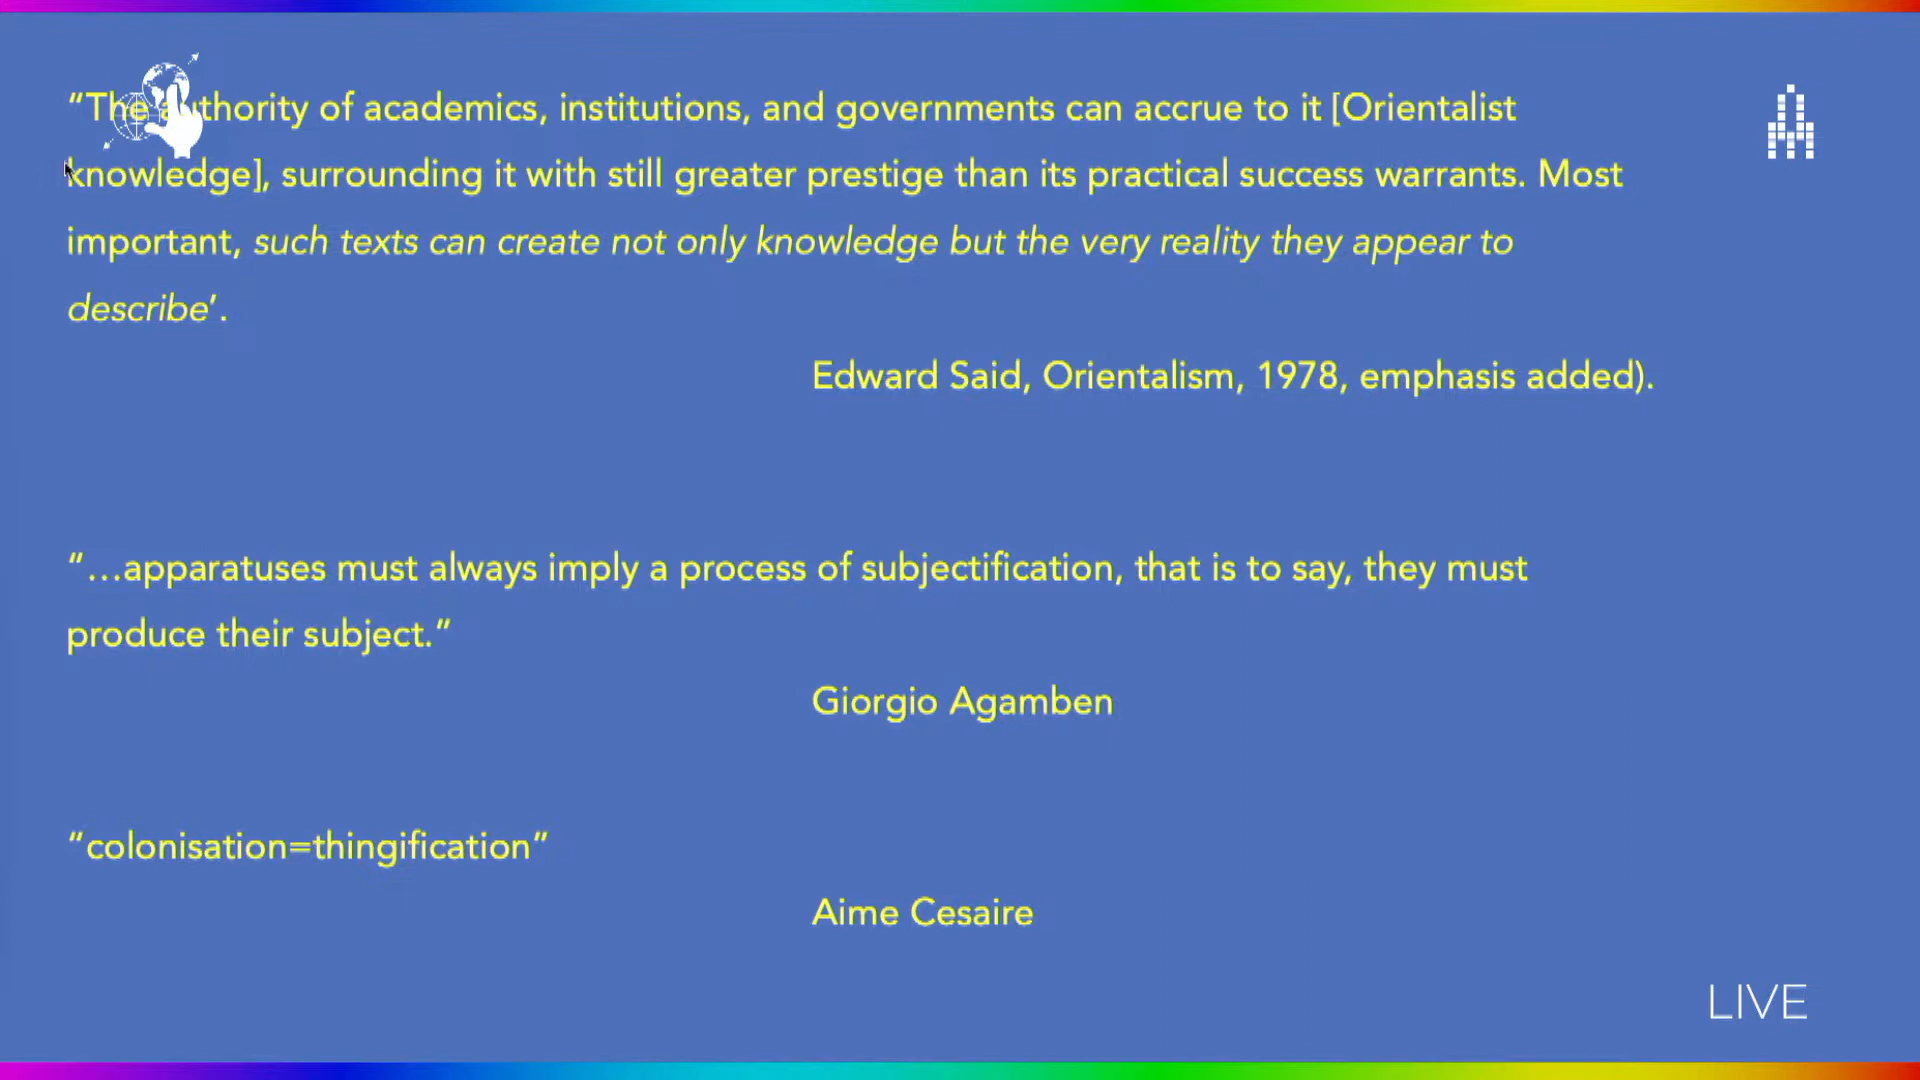 “The authority of academics, institutions, and governments can accrue to it [Orientalist
knowledge], surrounding it with still greater prestige than its practical success warrants. Most
important, such texts can create not only knowledge but the very reality they appear to
describe’.
Edward Said, Orientalism, 1978, emphasis added).
“…apparatuses must always imply a process of subjectification, that is to say, they must
produce their subject.”
Giorgio Agamben
“colonisation=thingification”
Aime Cesaire
LIVE